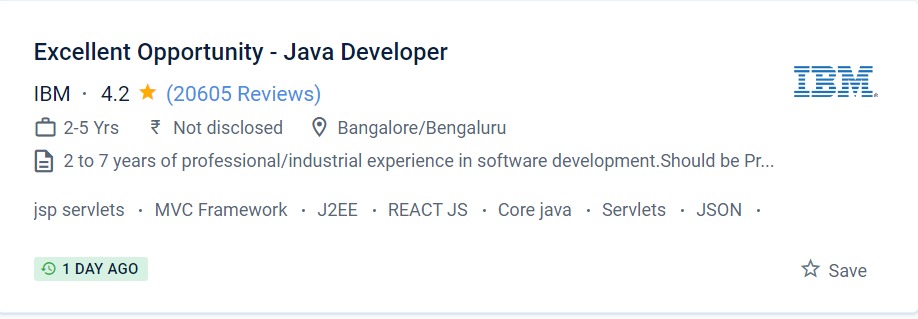 Excellent Opportunity - Java Developer
IBM · 4.2 ★ (20605 Reviews)
IBM
2-5 Yrs ₹ Not disclosed Bangalore/Bengaluru
2 to 7 years of professional/industrial experience in software development.Should be Pr...
jsp servlets · MVC Framework · J2EE · REACT JS · Core java · Servlets · JSON ·
1 DAY AGO
Save